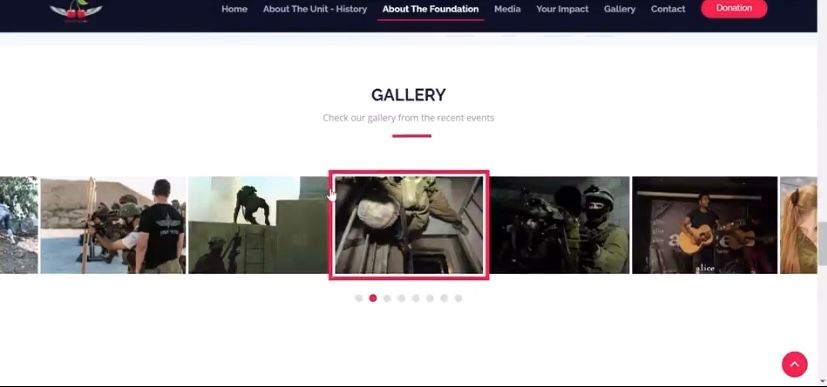 Home About The Unit - History About The Foundation Media Your Impact Gallery Contact Donation
GALLERY
Check our gallery from the recent events
alice